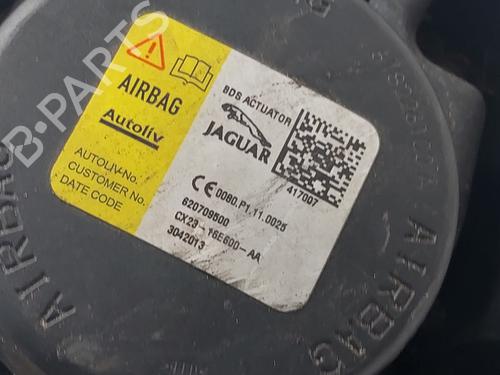 AIRBAG
Autoliv
AUTOLIV-No.
CUSTOMER No.
DATE CODE
BDS ACTUATOR
JAGUAR
417007
CE 0080.P1.11.0025
620709500
CX23-16E600-AA
3042013
B-PARTS
AIRBAG
AIRBAG